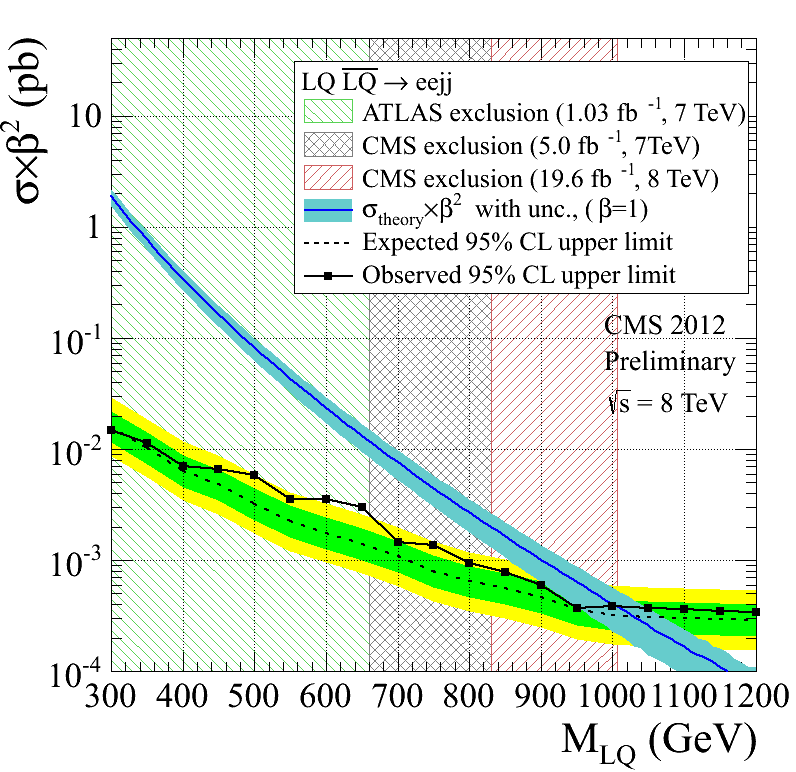 σ×β² (pb)
10
1
10⁻¹
10⁻²
10⁻³
10⁻⁴
LQ L̅Q̅ → eejj
ATLAS exclusion (1.03 fb ⁻¹, 7 TeV)
CMS exclusion (5.0 fb ⁻¹, 7TeV)
CMS exclusion (19.6 fb ⁻¹, 8 TeV)
σ_theory×β² with unc., (β=1)
Expected 95% CL upper limit
Observed 95% CL upper limit
CMS 2012
Preliminary
√s = 8 TeV
300 400 500 600 700 800 900 1000 1100 1200
M_LQ (GeV)